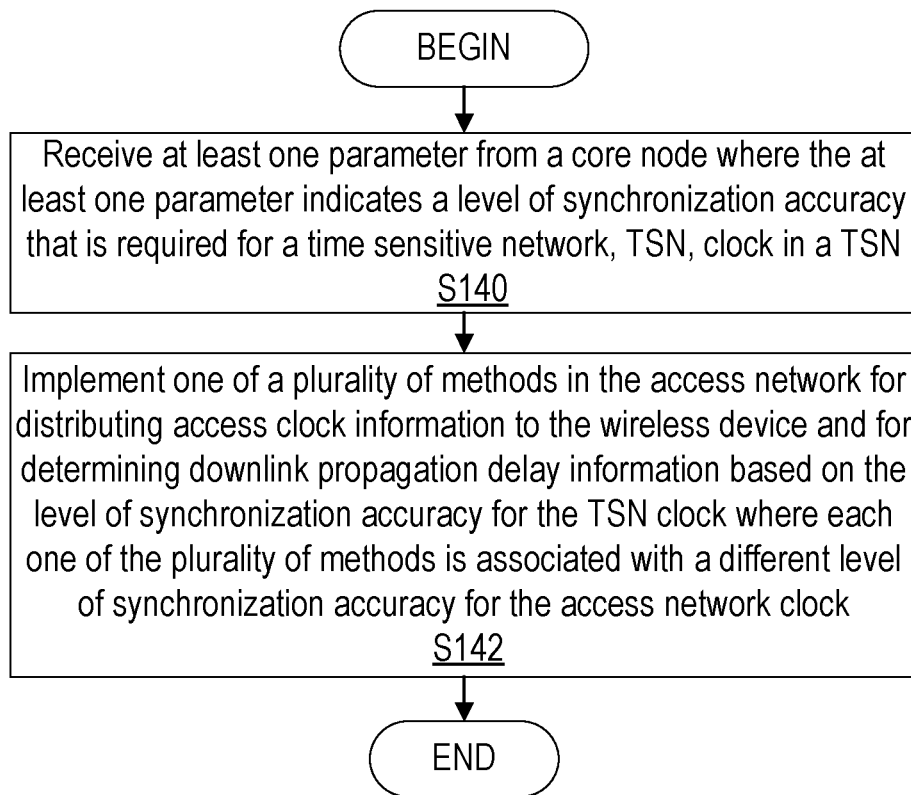 BEGIN
Receive at least one parameter from a core node where the at
least one parameter indicates a level of synchronization accuracy
that is required for a time sensitive network, TSN, clock in a TSN
S140
Implement one of a plurality of methods in the access network for
distributing access clock information to the wireless device and for
determining downlink propagation delay information based on the
level of synchronization accuracy for the TSN clock where each
one of the plurality of methods is associated with a different level
of synchronization accuracy for the access network clock
S142
END